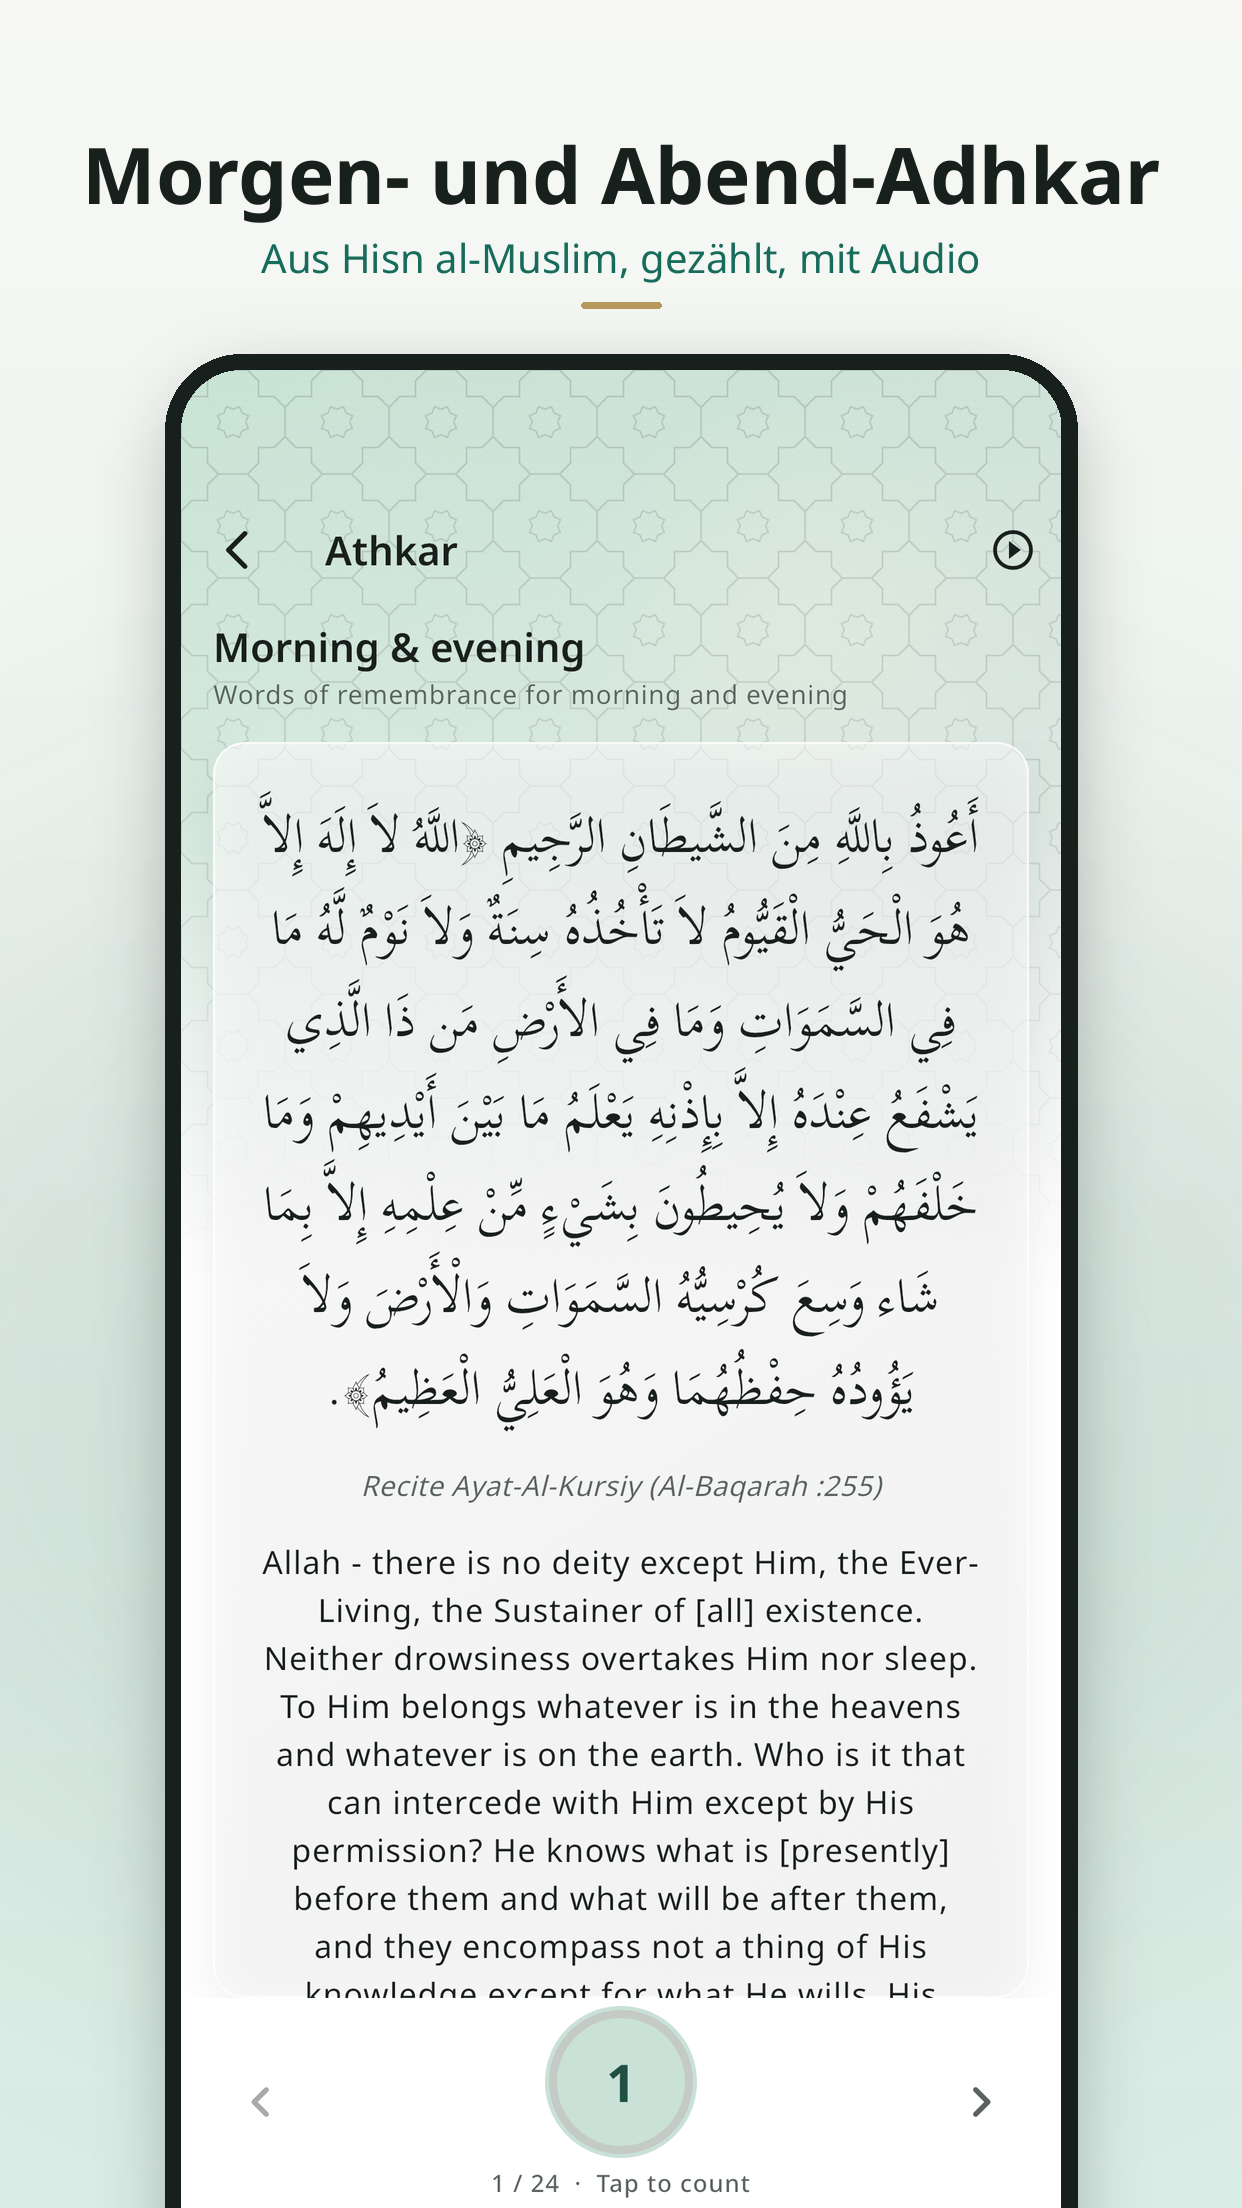 Morgen- und Abend-Adhkar
Aus Hisn al-Muslim, gezählt, mit Audio
Athkar
Morning & evening
Words of remembrance for morning and evening
أَعُوذُ بِاللَّهِ مِنَ الشَّيطَانِ الرَّجِيمِ ﴿اللَّهُ لاَ إِلَهَ إِلاَّ
هُوَ الْحَيُّ الْقَيُّومُ لاَ تَأْخُذُهُ سِنَةٌ وَلاَ نَوْمٌ لَّهُ مَا
فِي السَّمَوَاتِ وَمَا فِي الأَرْضِ مَن ذَا الَّذِي
يَشْفَعُ عِنْدَهُ إِلاَّ بِإِذْنِهِ يَعْلَمُ مَا بَيْنَ أَيْدِيهِمْ وَمَا
خَلْفَهُمْ وَلاَ يُحِيطُونَ بِشَيْءٍ مِّنْ عِلْمِهِ إِلاَّ بِمَا
شَاء وَسِعَ كُرْسِيُّهُ السَّمَوَاتِ وَالْأَرْضَ وَلاَ
يَؤُودُهُ حِفْظُهُمَا وَهُوَ الْعَلِيُّ الْعَظِيمُ﴾.
Recite Ayat-Al-Kursiy (Al-Baqarah :255)
Allah - there is no deity except Him, the Ever-
Living, the Sustainer of [all] existence.
Neither drowsiness overtakes Him nor sleep.
To Him belongs whatever is in the heavens
and whatever is on the earth. Who is it that
can intercede with Him except by His
permission? He knows what is [presently]
before them and what will be after them,
and they encompass not a thing of His
knowledge except for what He wills. His
1
1 / 24 · Tap to count